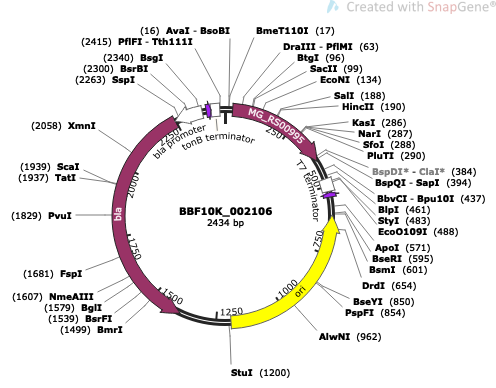 Created with SnapGene®
(16) AvaI - BsoBI
(2415) PflFI - Tth111I
(2340) BsgI
(2300) BsrBI
(2263) SspI
(2058) XmnI
(1939) ScaI
(1937) TatI
(1829) PvuI
(1681) FspI
(1607) NmeAIII
(1579) BglI
(1539) BsrFI
(1499) BmrI
BmeT110I (17)
DraIII - PflMI (63)
BtgI (96)
SacII (99)
EcoNI (134)
SalI (188)
HincII (190)
KasI (286)
NarI (287)
SfoI (288)
PluTI (290)
BspDI* - ClaI* (384)
BspQI - SapI (394)
BbvCI - Bpu10I (437)
BlpI (461)
StyI (483)
EcoO109I (488)
ApoI (571)
BseRI (595)
BsmI (601)
DrdI (654)
BseYI (850)
PspFI (854)
AlwNI (962)
StuI (1200)
MG_RS00995
T7 terminator
ori
bla
bla promoter
tonB terminator
250
500
750
1000
1250
1500
1750
2000
2250
BBF10K_002106
2434 bp